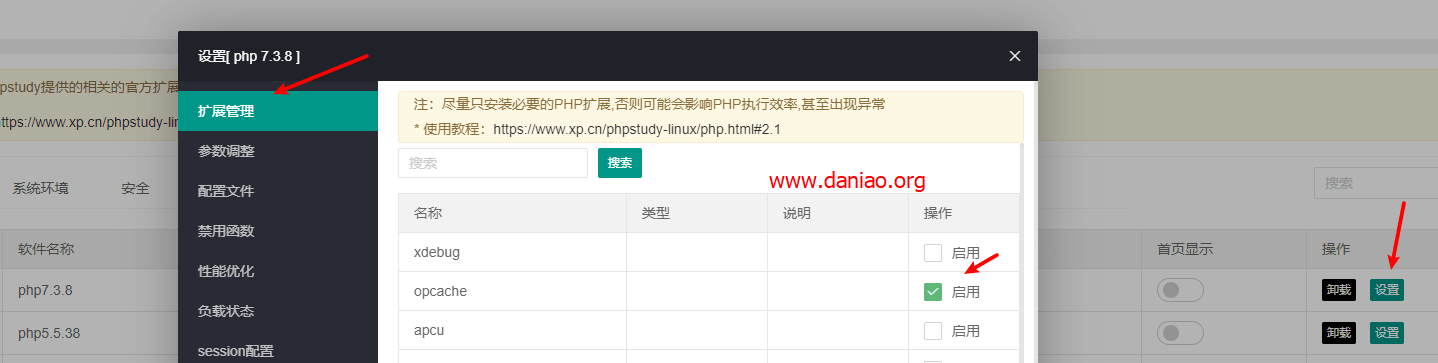 设置[ php 7.3.8 ]
pstudy提供的相关的官方扩展
ttps://www.xp.cn/phpstudy-lin
系统环境 安全
搜索
软件名称 首页显示 操作
php7.3.8 卸载 设置
php5.5.38 卸载 设置
扩展管理
参数调整
配置文件
禁用函数
性能优化
负载状态
session配置
注：尽量只安装必要的PHP扩展,否则可能会影响PHP执行效率,甚至出现异常
* 使用教程：https://www.xp.cn/phpstudy-linux/php.html#2.1
搜索 搜索
www.daniao.org
名称 类型 说明 操作
xdebug 启用
opcache 启用
apcu 启用